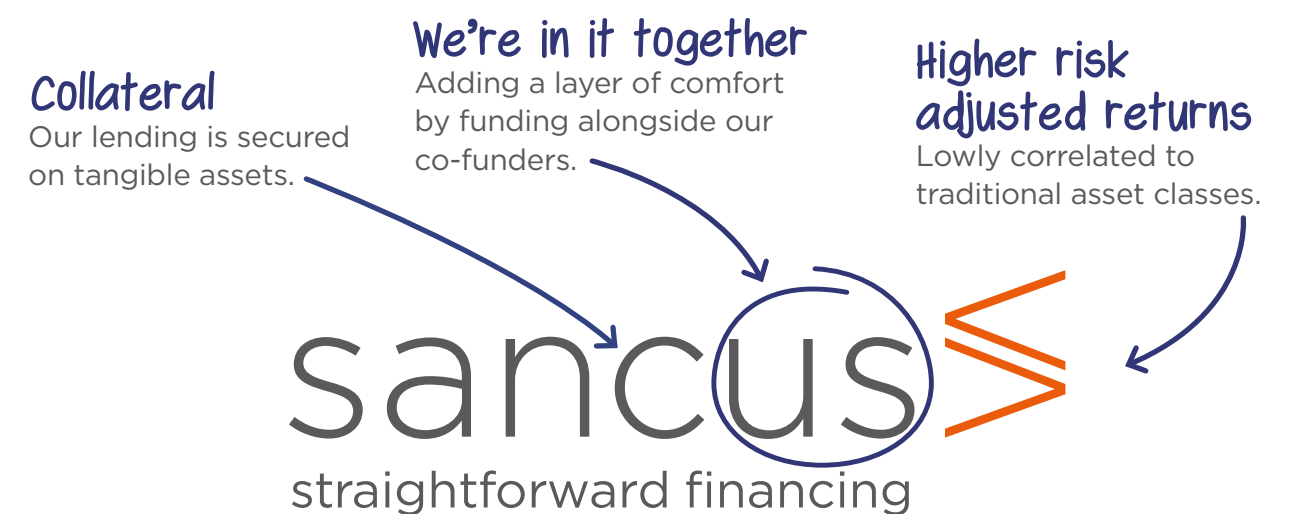 Collateral
Our lending is secured
on tangible assets.
We're in it together
Adding a layer of comfort
by funding alongside our
co-funders.
Higher risk
adjusted returns
Lowly correlated to
traditional asset classes.
sancus
straightforward financing